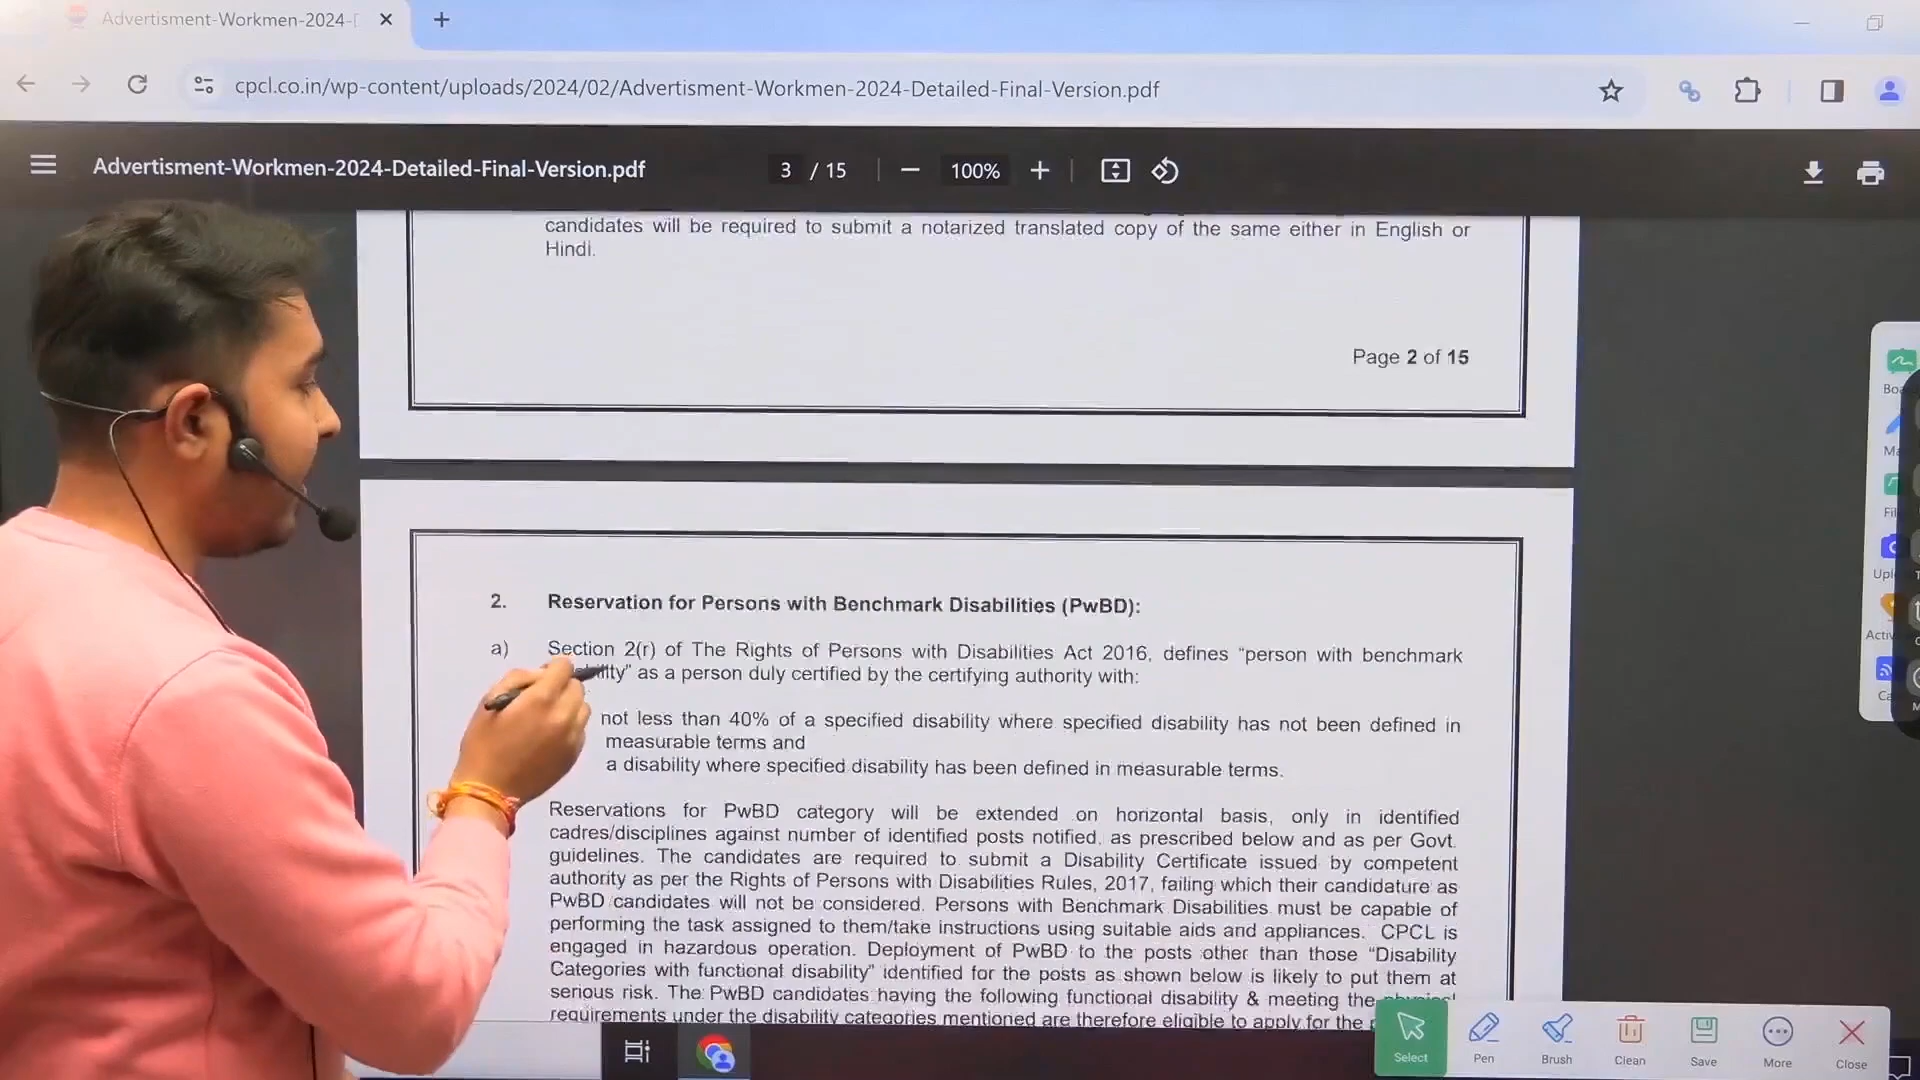 Advertisment-Workmen-2024-
cpcl.co.in/wp-content/uploads/2024/02/Advertisment-Workmen-2024-Detailed-Final-Version.pdf
Advertisment-Workmen-2024-Detailed-Final-Version.pdf
3 / 15
100%
candidates will be required to submit a notarized translated copy of the same either in English or
Hindi.
Page 2 of 15
2. Reservation for Persons with Benchmark Disabilities (PwBD):
a) Section 2(r) of The Rights of Persons with Disabilities Act 2016, defines “person with benchmark
as a person duly certified by the certifying authority with:
not less than 40% of a specified disability where specified disability has not been defined in
measurable terms and
a disability where specified disability has been defined in measurable terms.
Reservations for PwBD category will be extended on horizontal basis, only in identified
cadres/disciplines against number of identified posts notified, as prescribed below and as per Govt.
guidelines. The candidates are required to submit a Disability Certificate issued by competent
authority as per the Rights of Persons with Disabilities Rules, 2017, failing which their candidature as
PwBD candidates will not be considered. Persons with Benchmark Disabilities must be capable of
performing the task assigned to them/take instructions using suitable aids and appliances. CPCL is
engaged in hazardous operation. Deployment of PwBD to the posts other than those “Disability
Categories with functional disability” identified for the posts as shown below is likely to put them at
serious risk. The PwBD candidates having the following functional disability & meeting the
requirements under the disability categories mentioned are therefore eligible to apply for the
Select
Pen
Brush
Clean
Save
More
Close